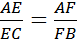 AE/EC = AF/FB